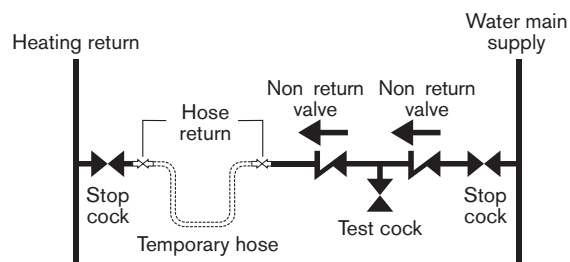 Heating return
Water main
supply
Non return
valve
Non return
valve
Hose
return
Stop
cock
Temporary hose
Test cock
Stop
cock